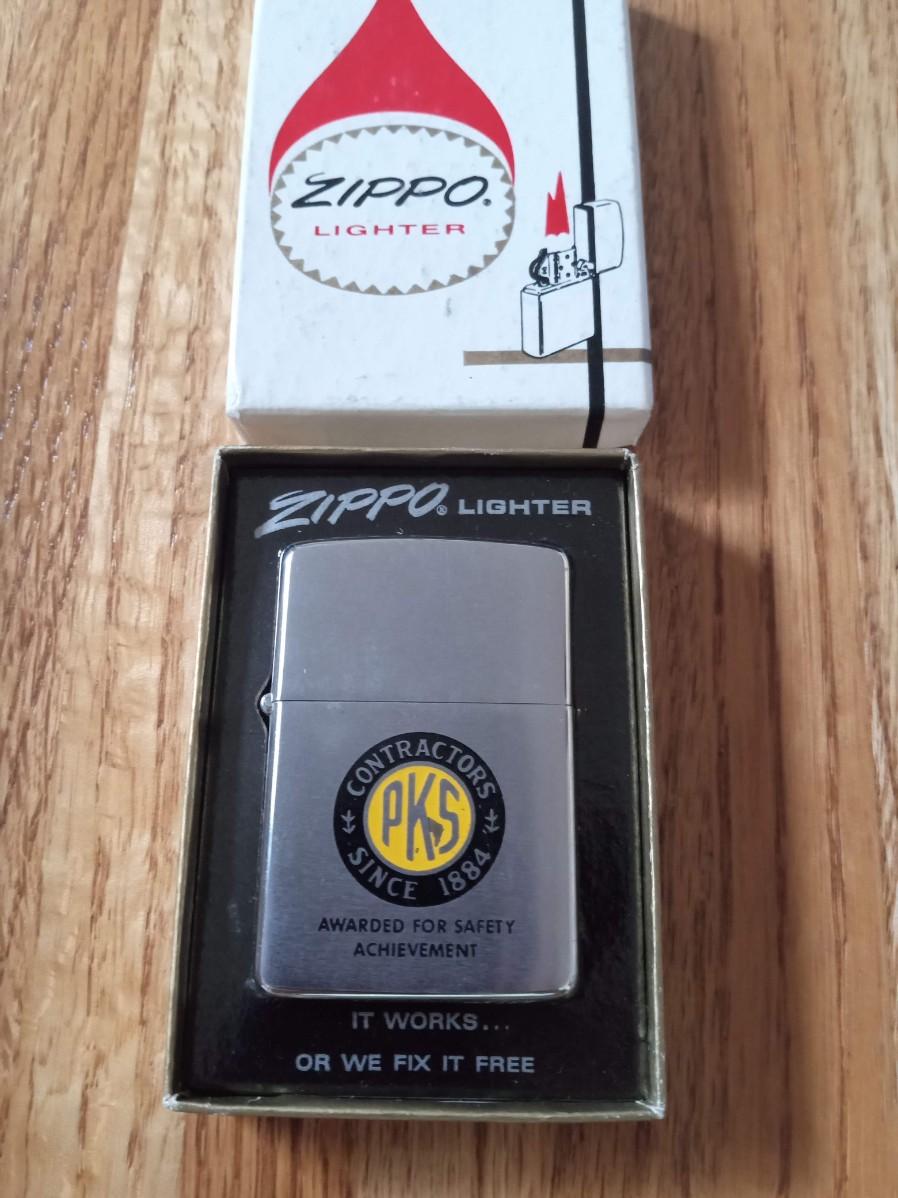 ZIPPO®
LIGHTER
ZIPPO® LIGHTER
CONTRACTORS
PKS
SINCE 1884
AWARDED FOR SAFETY
ACHIEVEMENT
IT WORKS...
OR WE FIX IT FREE